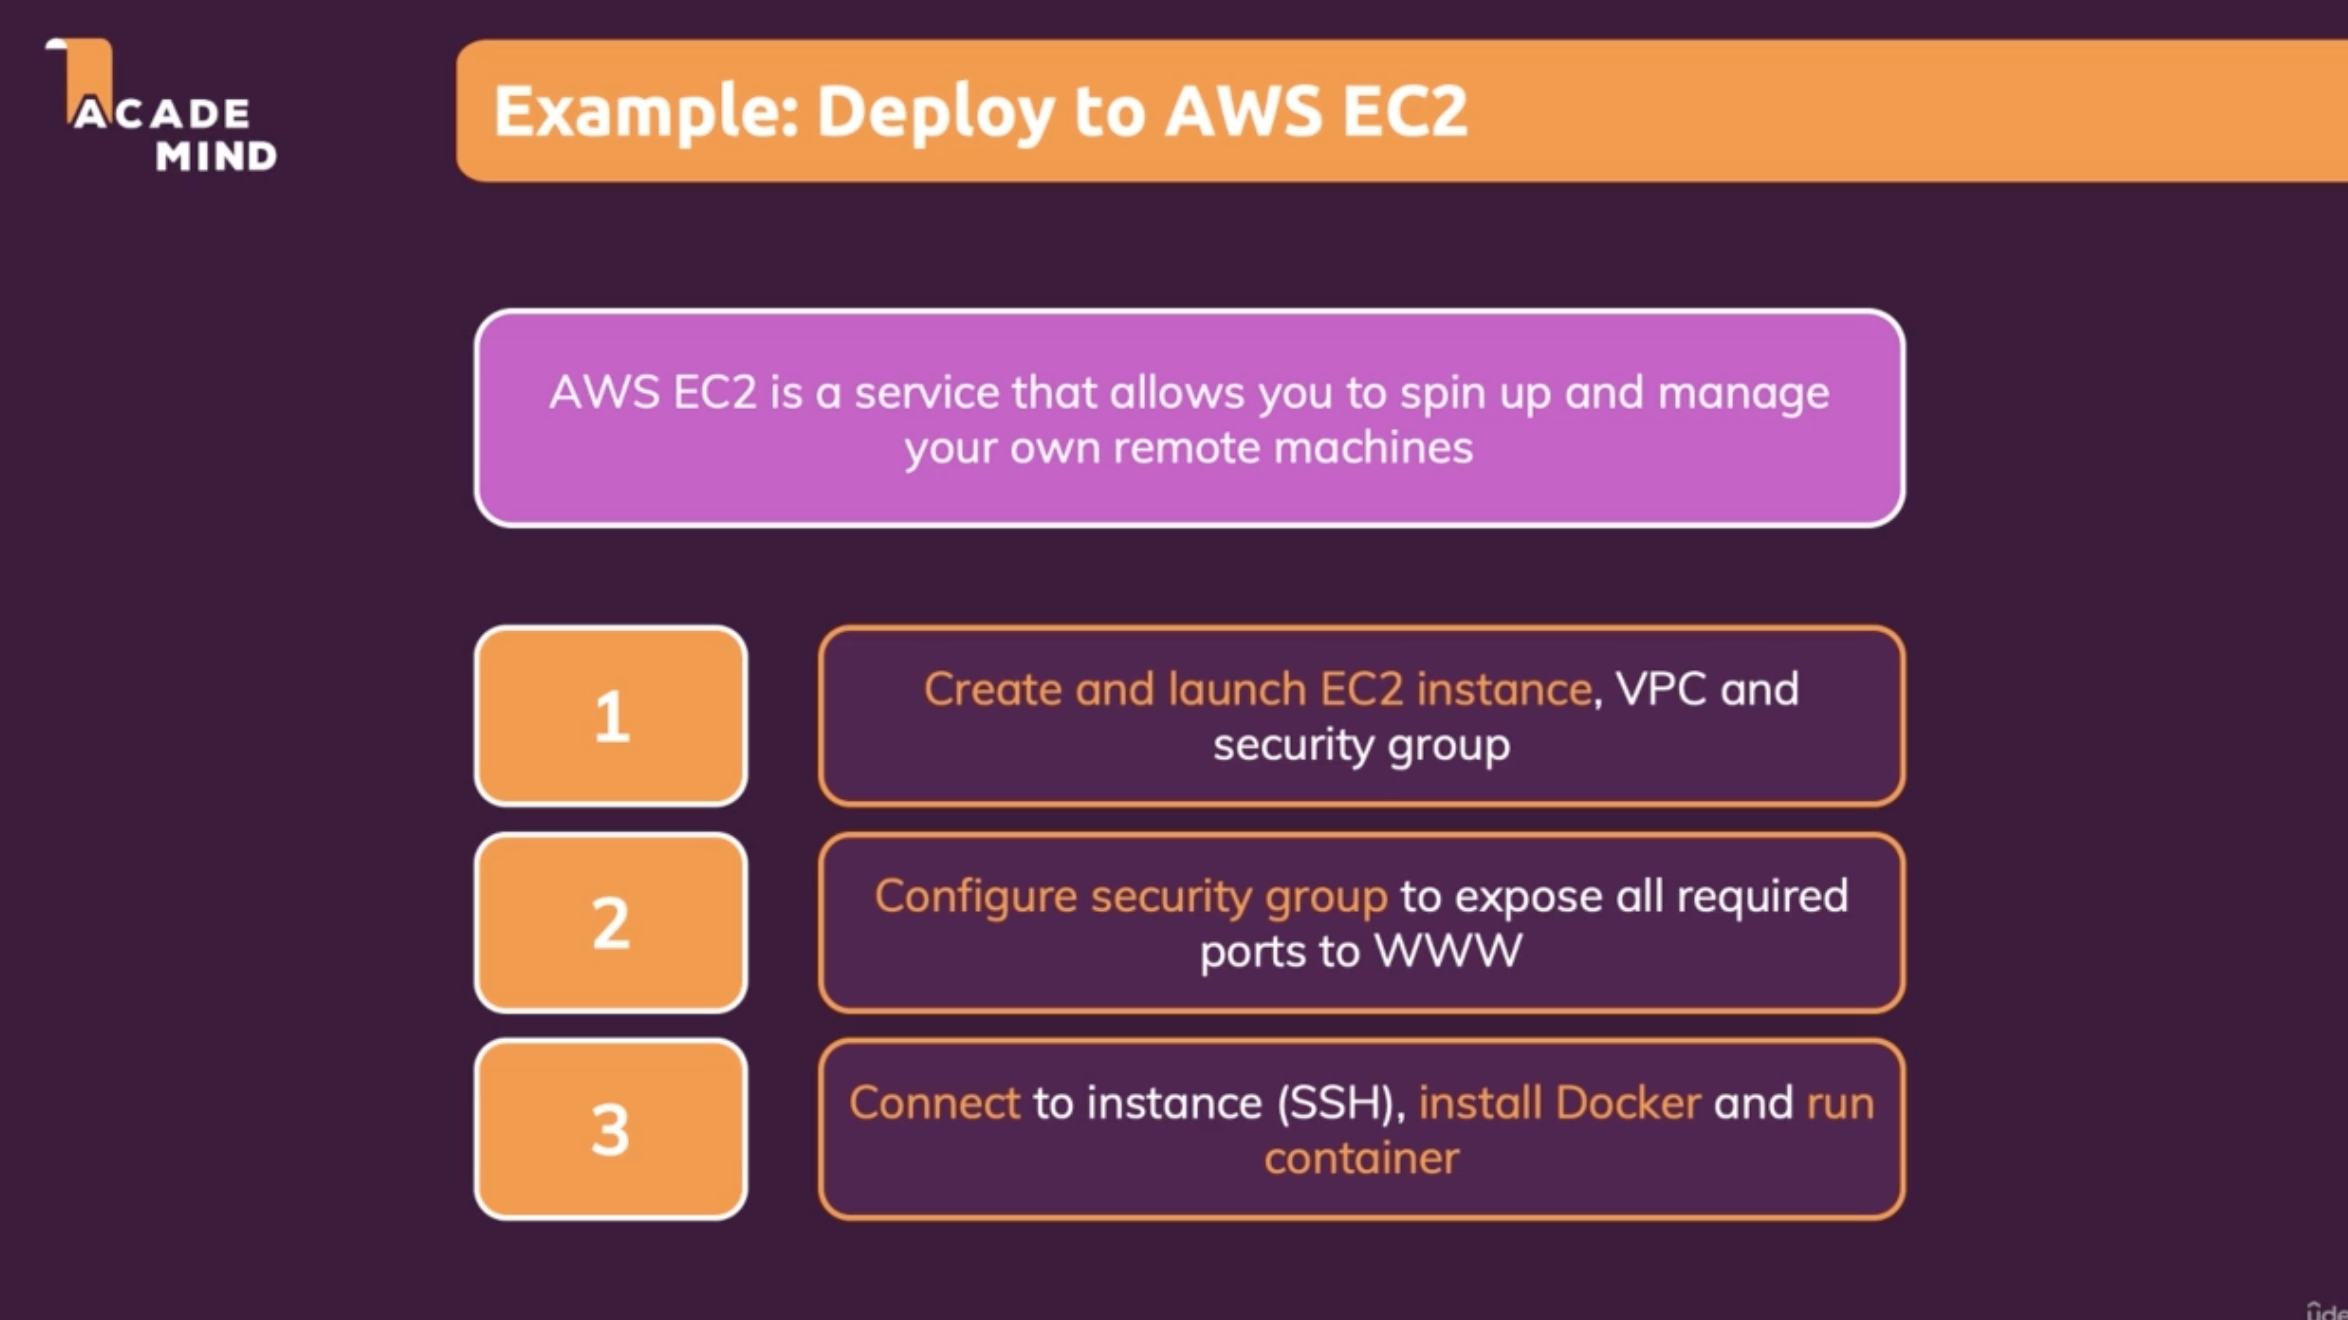 ACADE
MIND
Example: Deploy to AWS EC2
AWS EC2 is a service that allows you to spin up and manage
your own remote machines
1
Create and launch EC2 instance, VPC and
security group
2
Configure security group to expose all required
ports to WWW
3
Connect to instance (SSH), install Docker and run
container